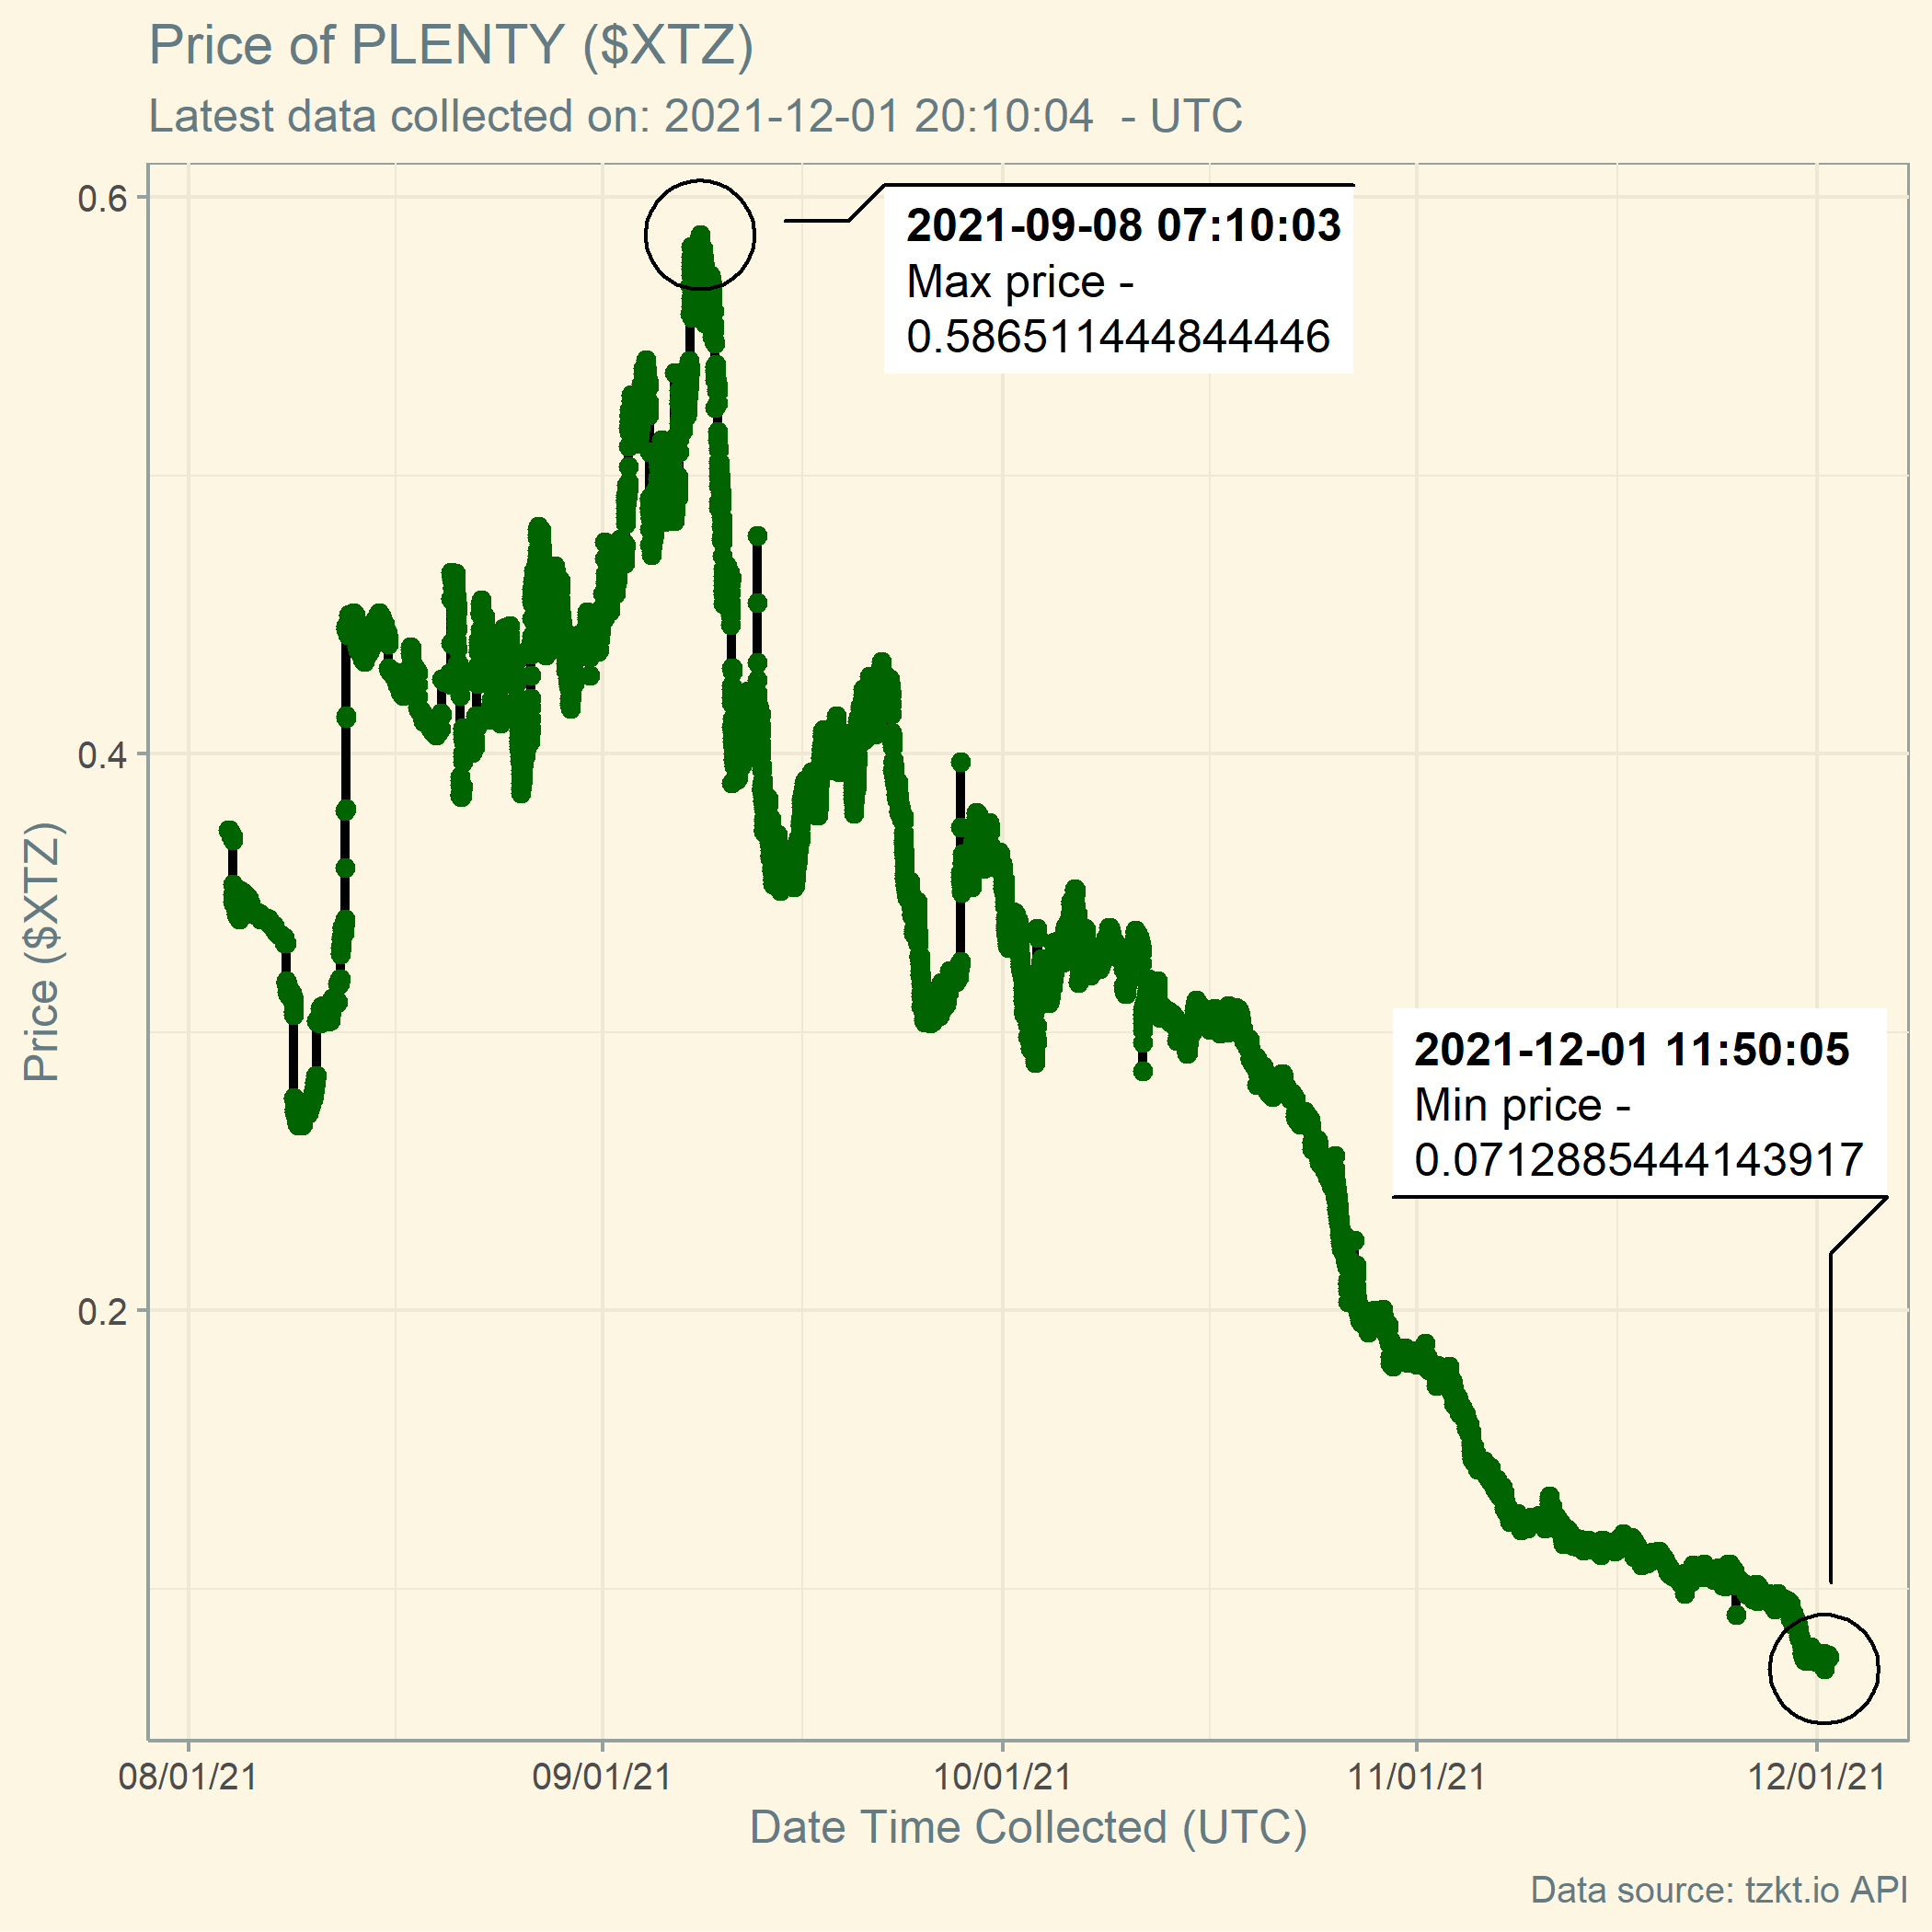 Price of PLENTY ($XTZ)
Latest data collected on: 2021-12-01 20:10:04  - UTC
0.6
0.4
0.2
Price ($XTZ)
2021-09-08 07:10:03
Max price -
0.586511444844446
2021-12-01 11:50:05
Min price -
0.0712885444143917
08/01/21
09/01/21
10/01/21
11/01/21
12/01/21
Date Time Collected (UTC)
Data source: tzkt.io API